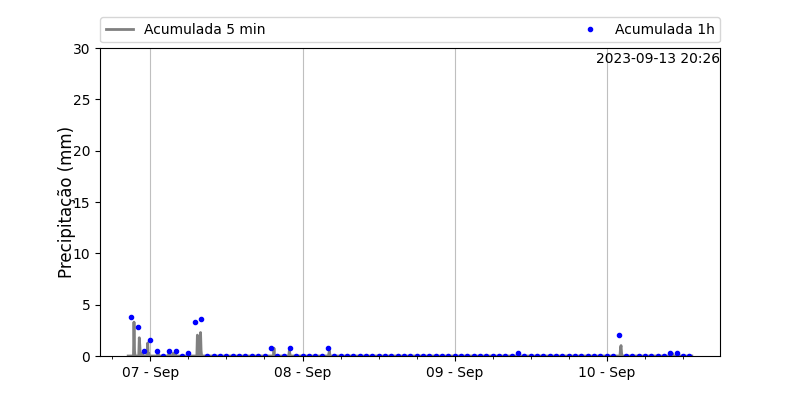 Acumulada 5 min
Acumulada 1h
2023-09-13 20:26
Precipitação (mm)
30
25
20
15
10
5
0
07 - Sep
08 - Sep
09 - Sep
10 - Sep